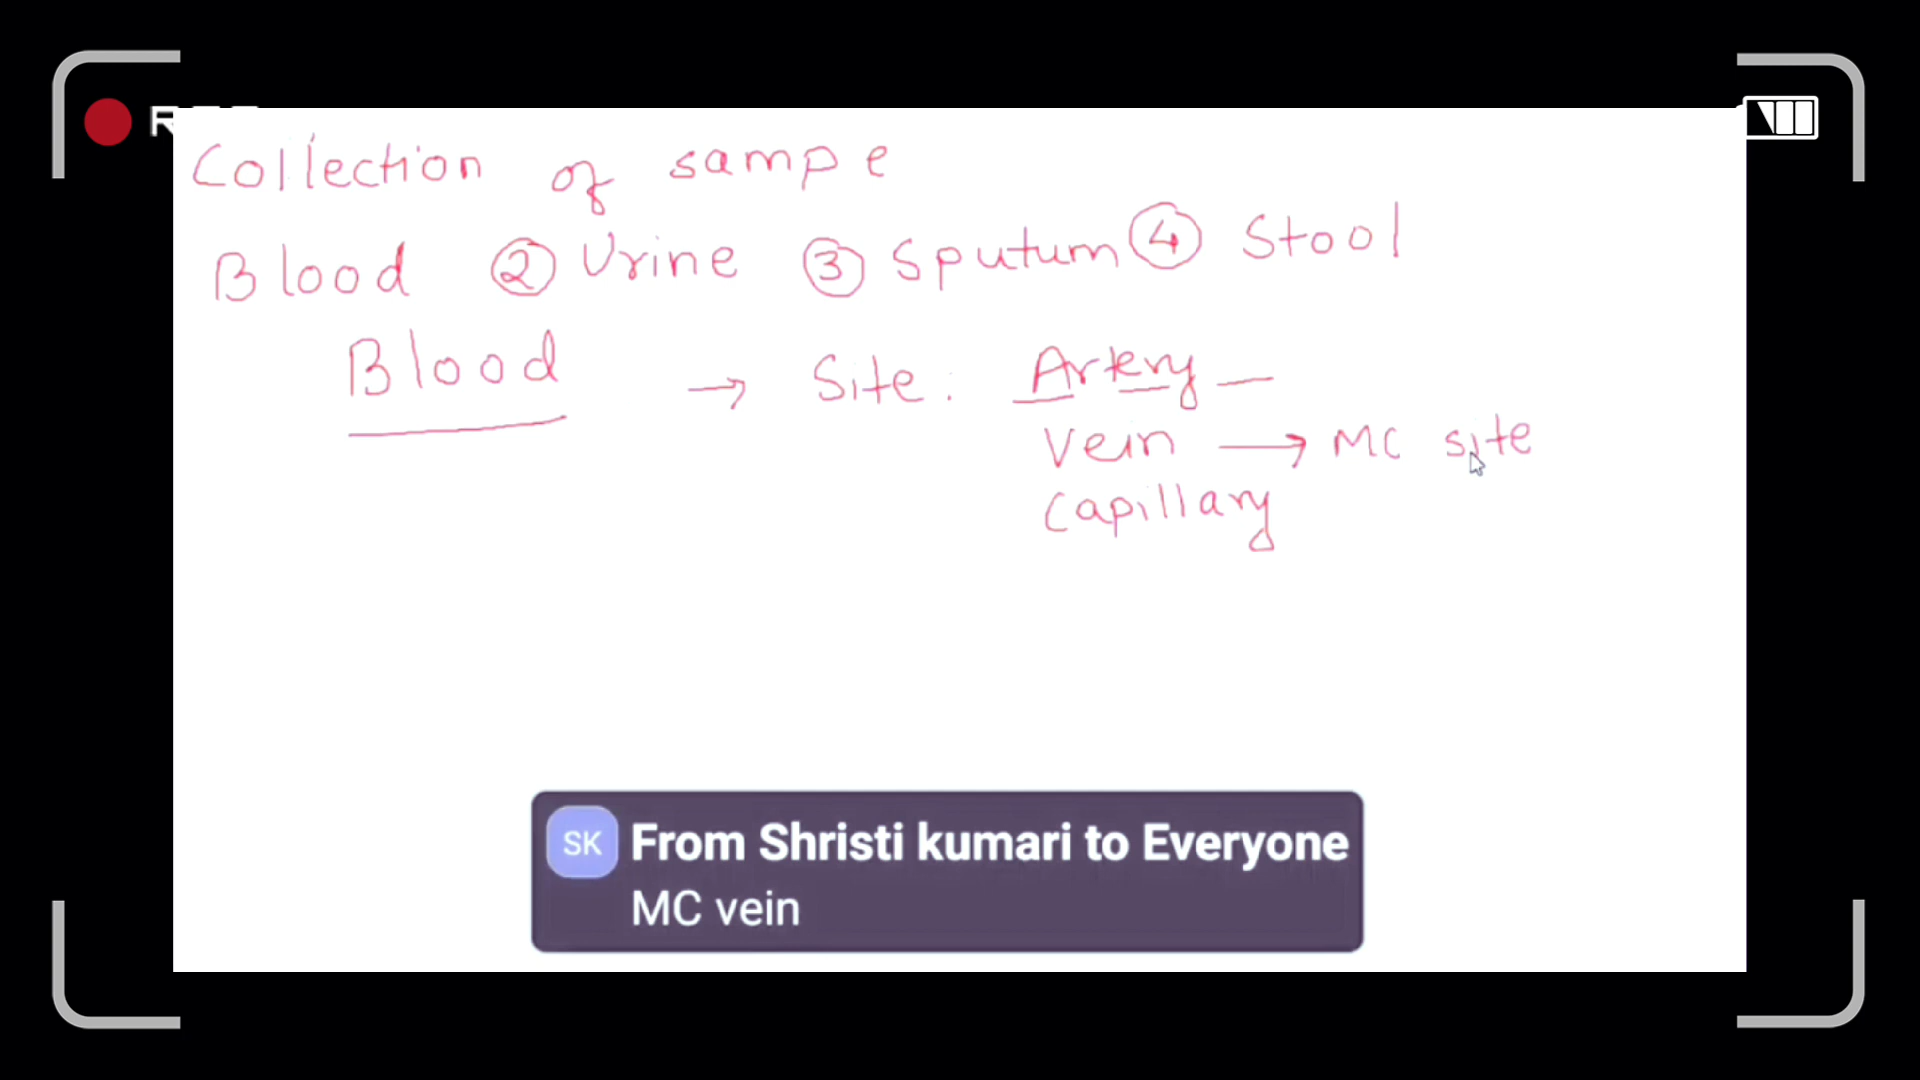 Collection of sampe
Blood ② Urine ③ Sputum ④ Stool
Blood → Site: Artery —
Vein → MC site
Capillary
SK From Shristi kumari to Everyone
MC vein